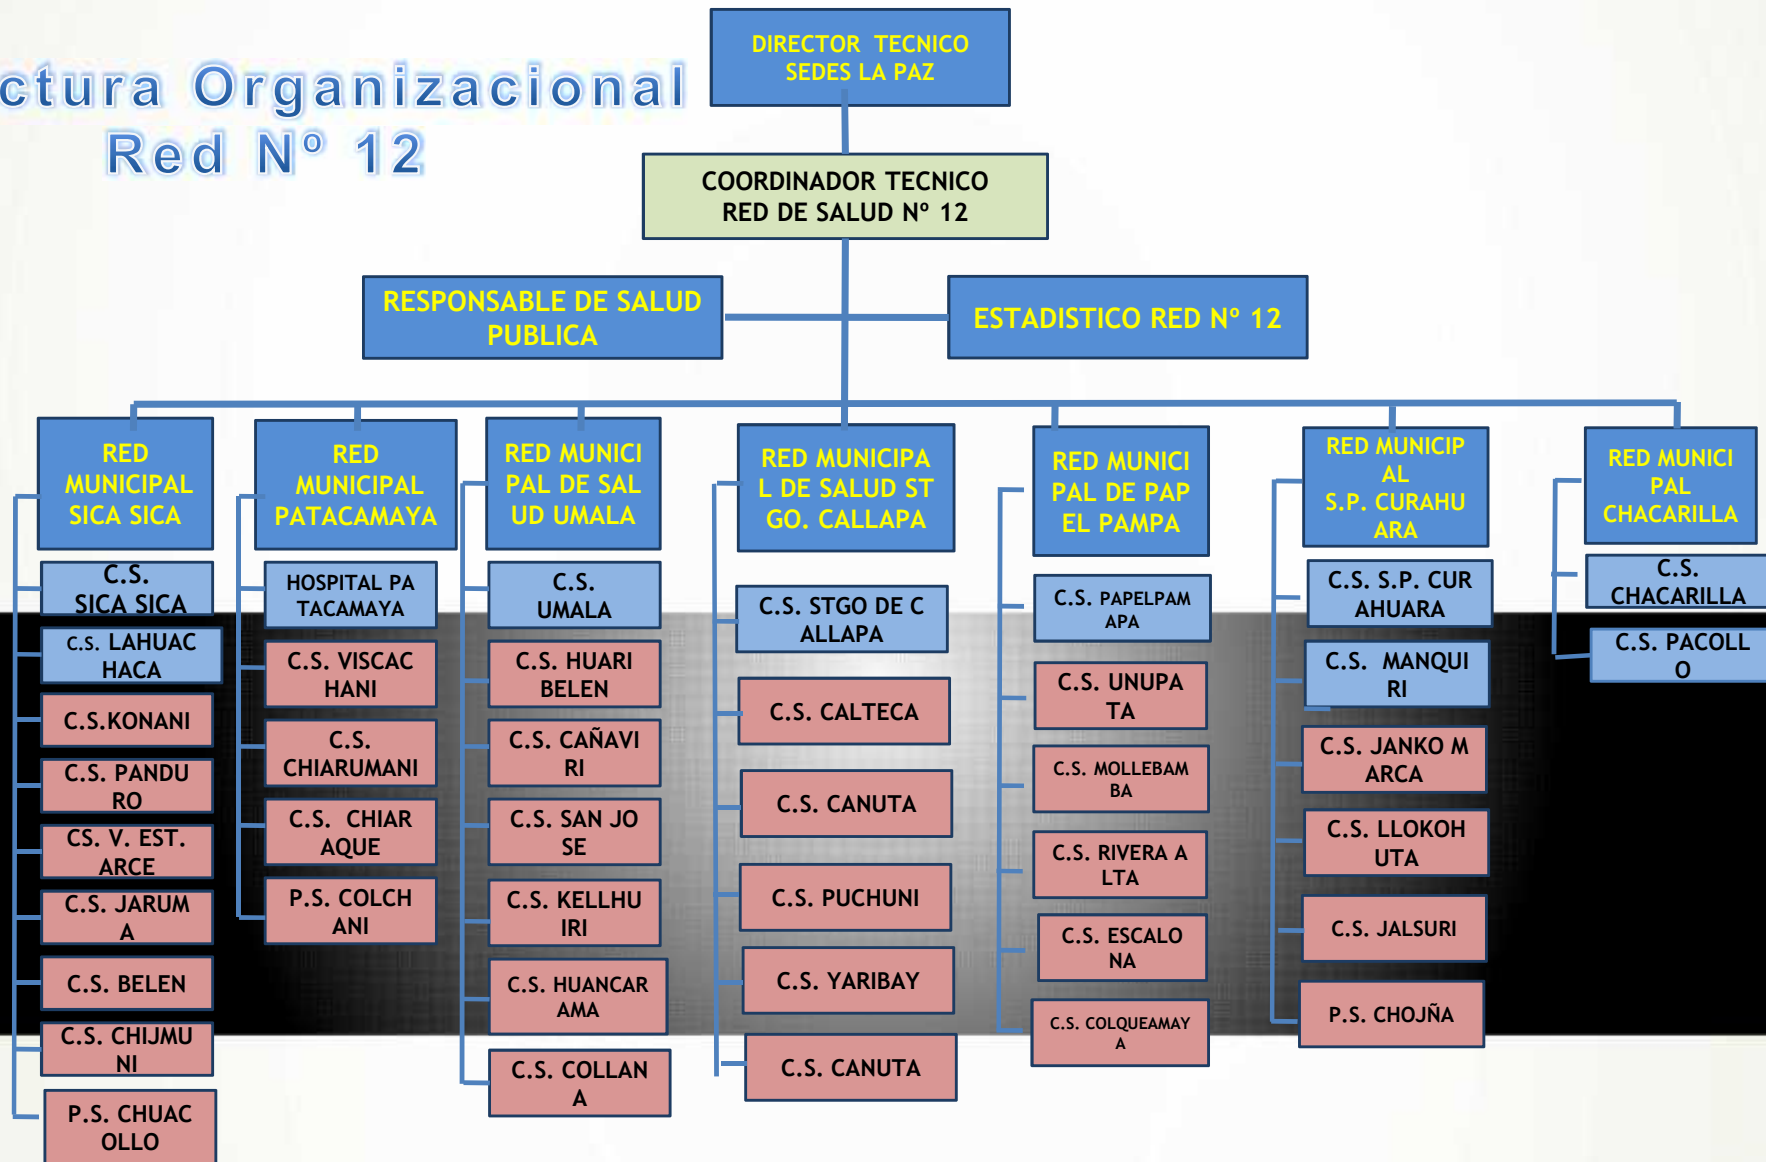 ctura Organizacional
Red Nº 12
DIRECTOR TECNICO
SEDES LA PAZ
COORDINADOR TECNICO
RED DE SALUD Nº 12
RESPONSABLE DE SALUD
PUBLICA
ESTADISTICO RED Nº 12
RED
MUNICIPAL
SICA SICA
C.S.
SICA SICA
C.S. LAHUAC
HACA
C.S.KONANI
C.S. PANDU
RO
CS. V. EST.
ARCE
C.S. JARUM
A
C.S. BELEN
C.S. CHIJMU
NI
P.S. CHUAC
OLLO
RED
MUNICIPAL
PATACAMAYA
HOSPITAL PA
TACAMAYA
C.S. VISCAC
HANI
C.S.
CHIARUMANI
C.S. CHIAR
AQUE
P.S. COLCH
ANI
RED MUNICI
PAL DE SAL
UD UMALA
C.S.
UMALA
C.S. HUARI
BELEN
C.S. CAÑAVI
RI
C.S. SAN JO
SE
C.S. KELLHU
IRI
C.S. HUANCAR
AMA
C.S. COLLAN
A
RED MUNICIPA
L DE SALUD ST
GO. CALLAPA
C.S. STGO DE C
ALLAPA
C.S. CALTECA
C.S. CANUTA
C.S. PUCHUNI
C.S. YARIBAY
C.S. CANUTA
RED MUNICI
PAL DE PAP
EL PAMPA
C.S. PAPELPAM
APA
C.S. UNUPA
TA
C.S. MOLLEBAM
BA
C.S. RIVERA A
LTA
C.S. ESCALO
NA
C.S. COLQUEAMAY
A
RED MUNICIP
AL
S.P. CURAHU
ARA
C.S. S.P. CUR
AHUARA
C.S. MANQUI
RI
C.S. JANKO M
ARCA
C.S. LLOKOH
UTA
C.S. JALSURI
P.S. CHOJÑA
RED MUNICI
PAL
CHACARILLA
C.S.
CHACARILLA
C.S. PACOLL
O